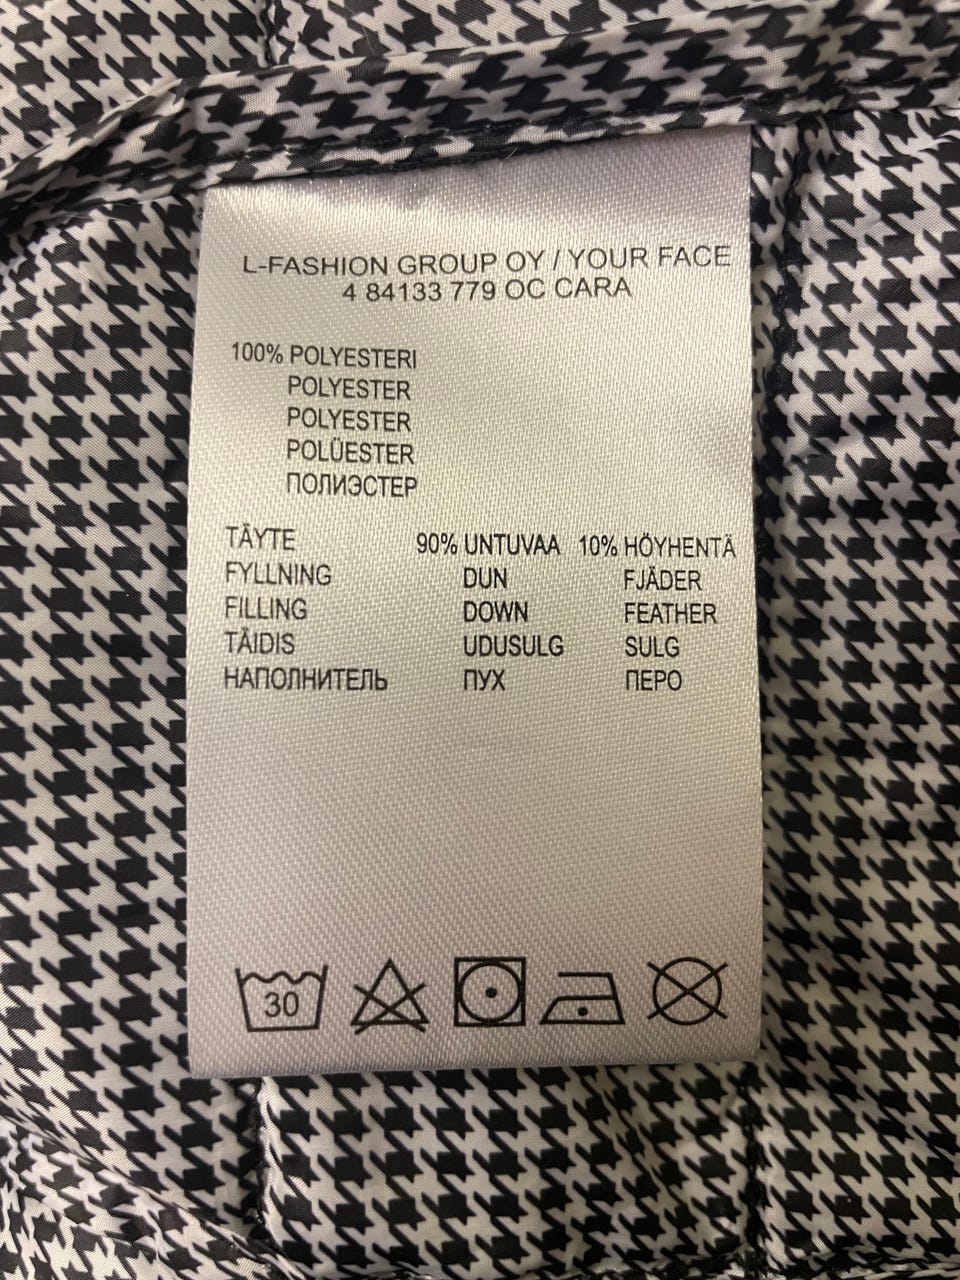 L-FASHION GROUP OY / YOUR FACE
4 84133 779 OC CARA
100% POLYESTERI
POLYESTER
POLYESTER
POLÜESTER
ПОЛИЭСТЕР
TÄYTE 90% UNTUVAA 10% HÖYHENTÄ
FYLLNING DUN FJÄDER
FILLING DOWN FEATHER
TÄIDIS UDUSULG SULG
НАПОЛНИТЕЛЬ ПУХ ПЕРО
30